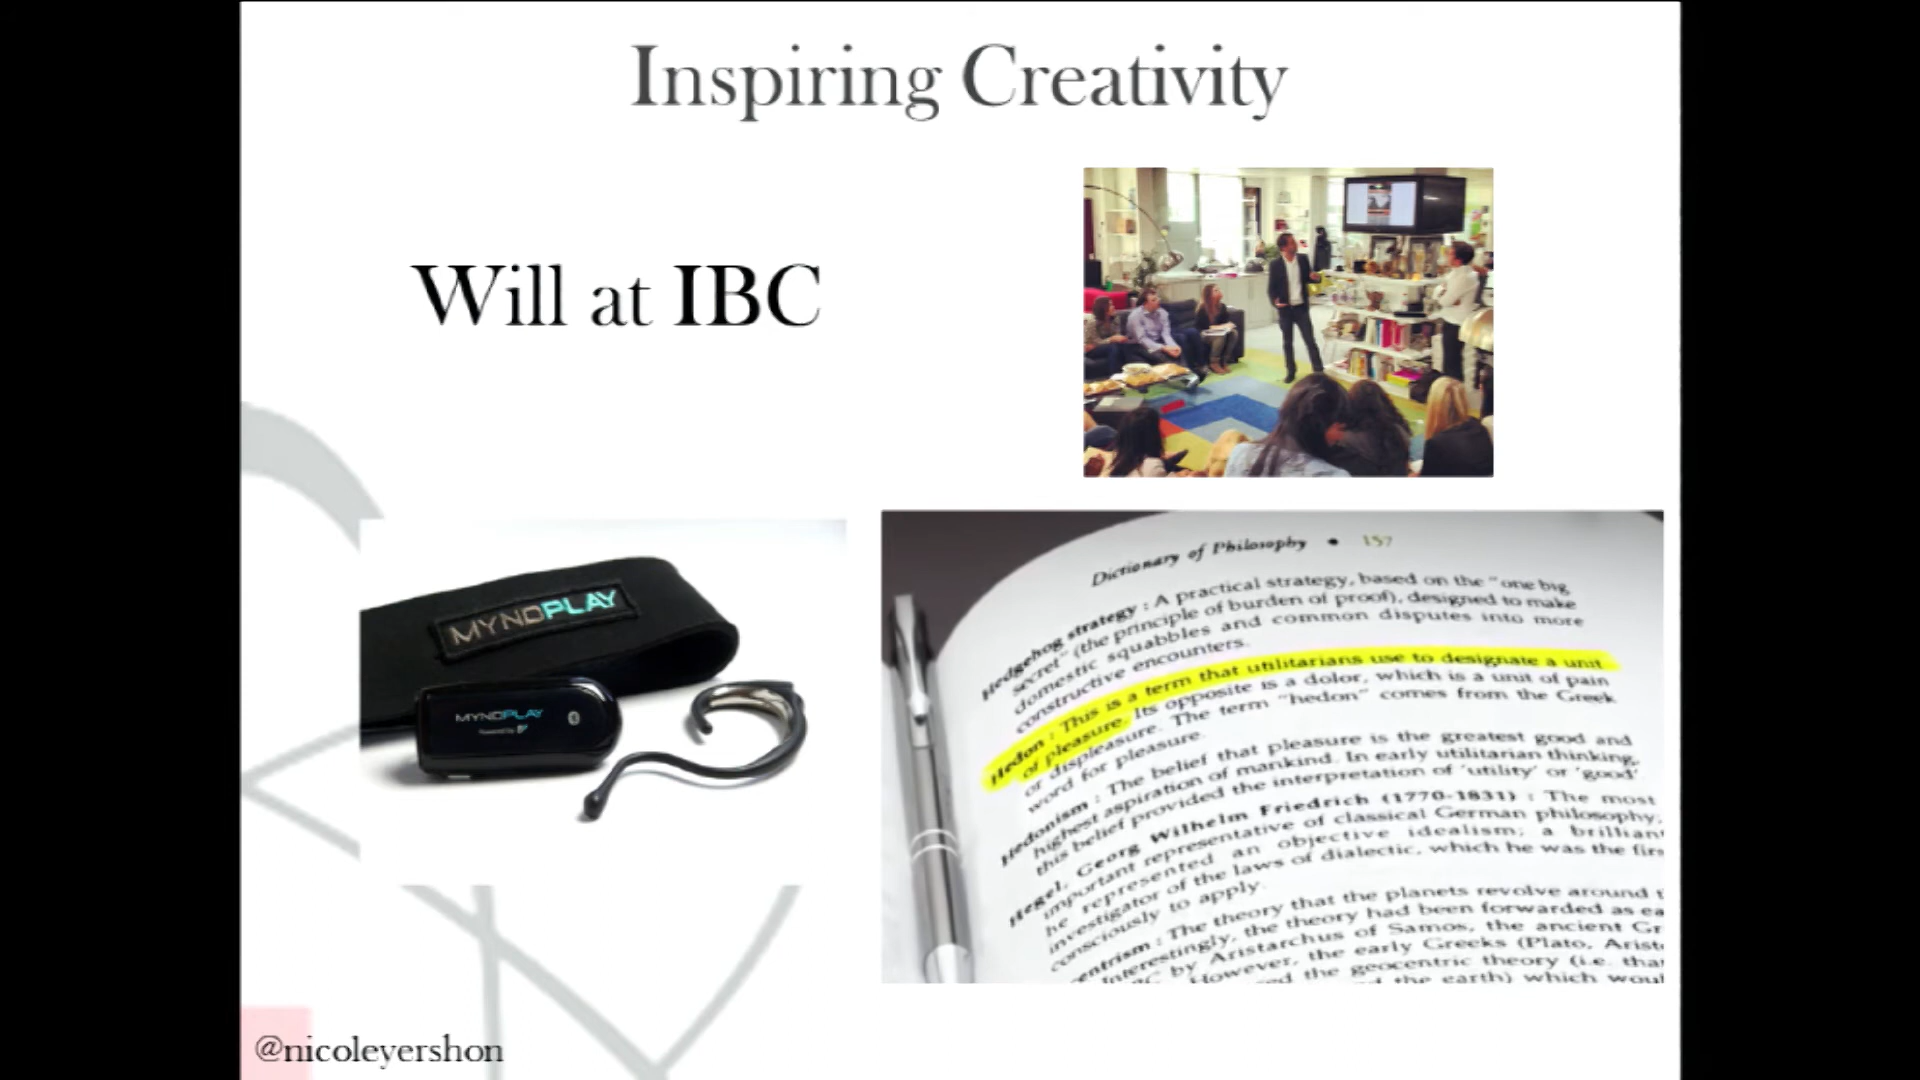 Inspiring Creativity
Will at IBC
MYNDPLAY
MYNDPLAY
Powered by
Dictionary of Philosophy • 157
Hedgehog strategy : A practical strategy, based on the "one big
secret" (the principle of burden of proof), designed to make
domestic squabbles and common disputes into more
constructive encounters.
Hedon : This is a term that utilitarians use to designate a unit
of pleasure. Its opposite is a dolor, which is a unit of pain
or displeasure. The term "hedon" comes from the Greek
word for pleasure.
Hedonism : The belief that pleasure is the greatest good and
highest aspiration of mankind. In early utilitarian thinking,
this belief provided the interpretation of 'utility' or 'good'.
Hegel, Georg Wilhelm Friedrich (1770-1831) : The most
important representative of classical German philosophy;
he represented an objective idealism; a brilliant
investigator of the laws of dialectic, which he was the firs
consciously to apply.
entrism : The theory that the planets revolve around t
Interestingly, the theory had been forwarded as ea
BC by Aristarchus of Samos, the ancient Gr
However, the early Greeks (Plato, Arist
the geocentric theory (i.e. tha
the earth) which woul
@nicoleyershon